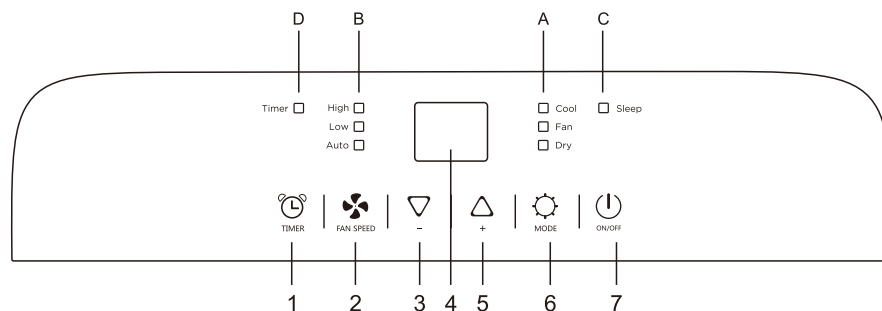 D B A C
Timer High Cool Sleep
Low Fan
Auto Dry
TIMER FAN SPEED - + MODE ON/OFF
1 2 3 4 5 6 7